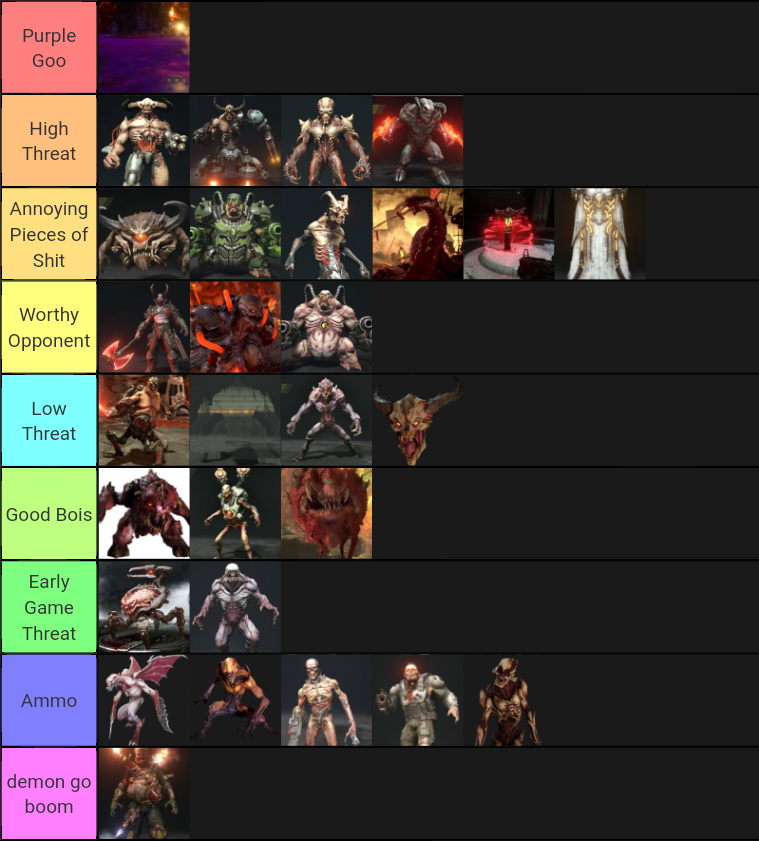 Purple
Goo
High
Threat
Annoying
Pieces of
Shit
Worthy
Opponent
Low
Threat
Good Bois
Early
Game
Threat
Ammo
demon go
boom